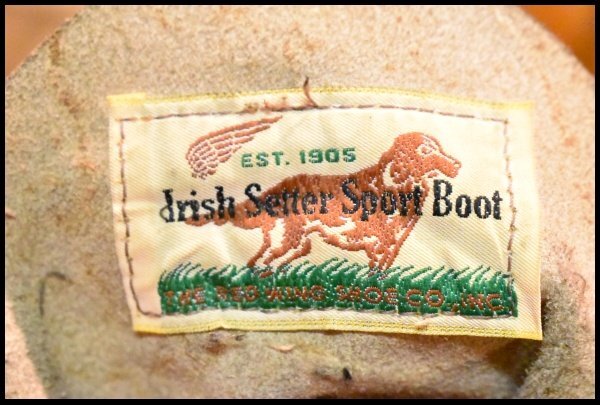 EST. 1905
Irish Setter Sport Boot
THE RED WING SHOE CO., INC.